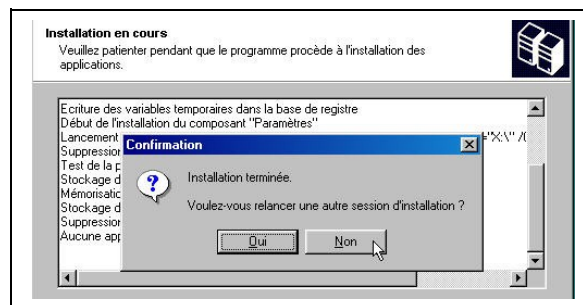 Installation en cours
Veuillez patienter pendant que le programme procède à l'installation des
applications.
Ecriture des variables temporaires dans la base de registre
Début de l'installation du composant "Paramètres"
Lancement
Suppression
Test de la
Stockage d
Stockage d
Suppression
Aucune
Confirmation
Installation terminée.
Voulez-vous relancer une autre session d'installation ?
Oui
Non